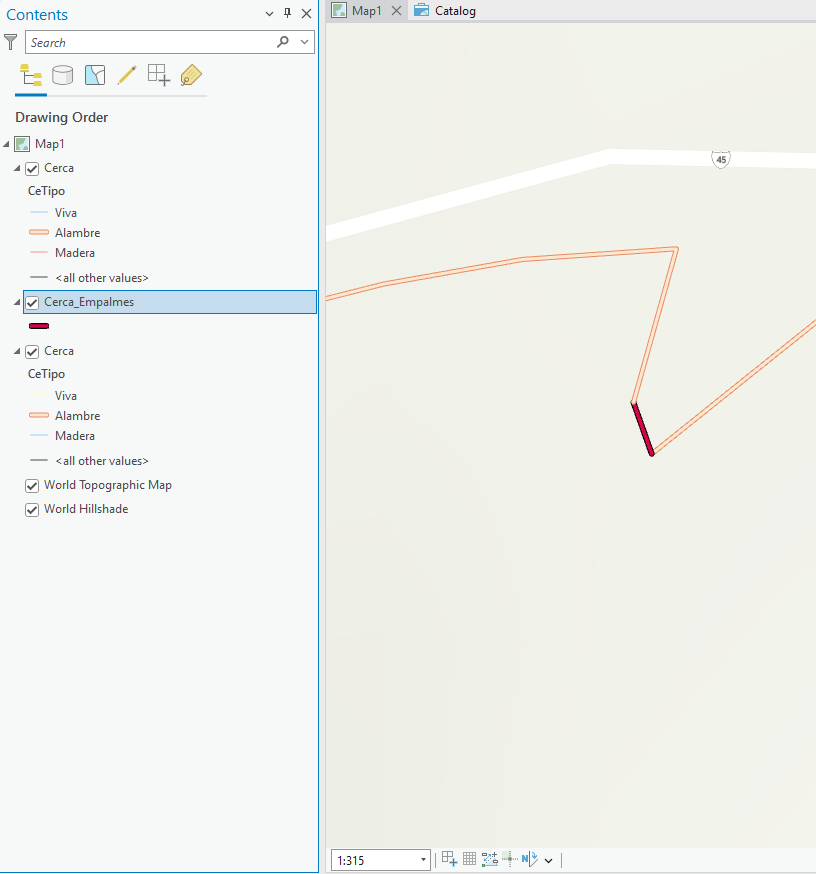 Contents
Search
Drawing Order
Map1
Cerca
CeTipo
Viva
Alambre
Madera
<all other values>
Cerca_Empalmes
Cerca
CeTipo
Viva
Alambre
Madera
<all other values>
World Topographic Map
World Hillshade
Map1
Catalog
45
1:315
N